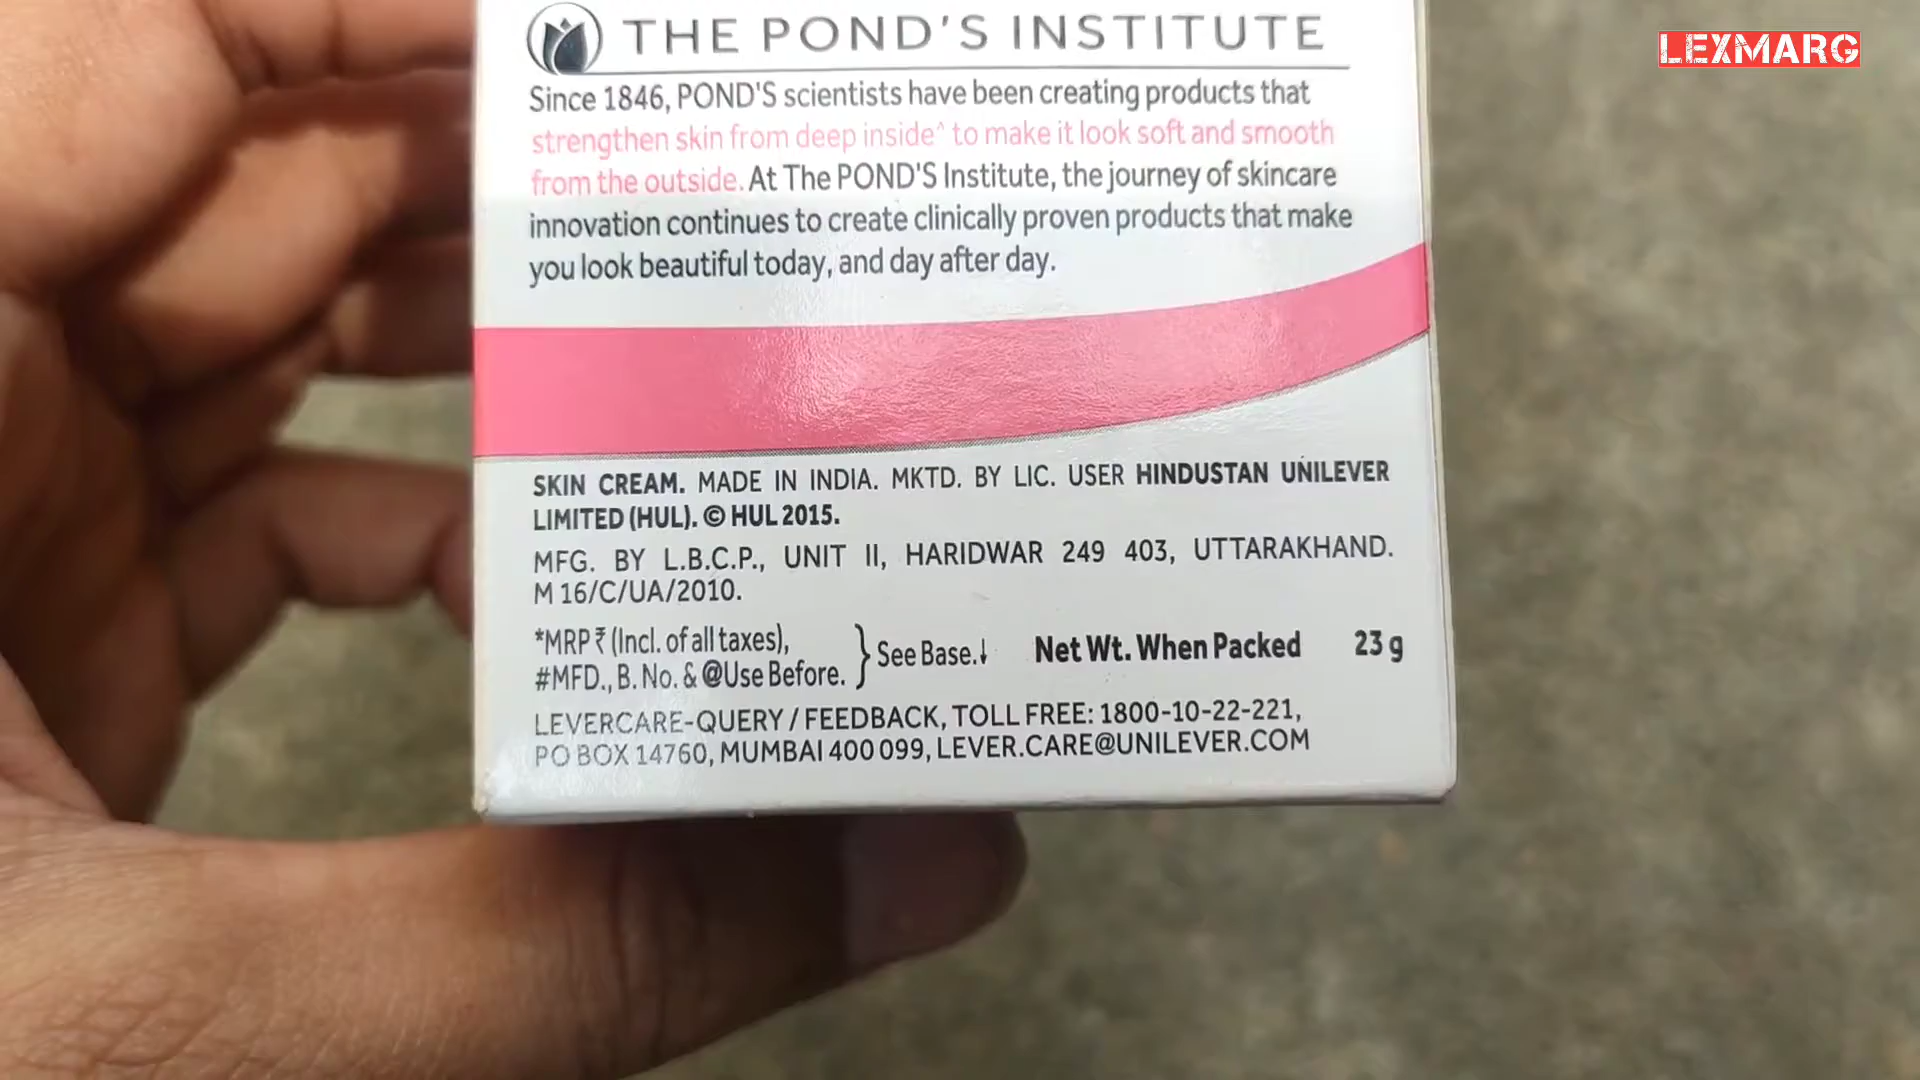 LEXMARG
THE POND'S INSTITUTE
Since 1846, POND'S scientists have been creating products that
strengthen skin from deep inside^ to make it look soft and smooth
from the outside. At The POND'S Institute, the journey of skincare
innovation continues to create clinically proven products that make
you look beautiful today, and day after day.
SKIN CREAM. MADE IN INDIA. MKTD. BY LIC. USER HINDUSTAN UNILEVER
LIMITED (HUL). © HUL 2015.
MFG. BY L.B.C.P., UNIT II, HARIDWAR 249 403, UTTARAKHAND.
M 16/C/UA/2010.
*MRP ₹ (Incl. of all taxes),
#MFD., B. No. & @Use Before. } See Base.↓ Net Wt. When Packed 23 g
LEVERCARE-QUERY / FEEDBACK, TOLL FREE: 1800-10-22-221,
PO BOX 14760, MUMBAI 400 099, LEVER.CARE@UNILEVER.COM